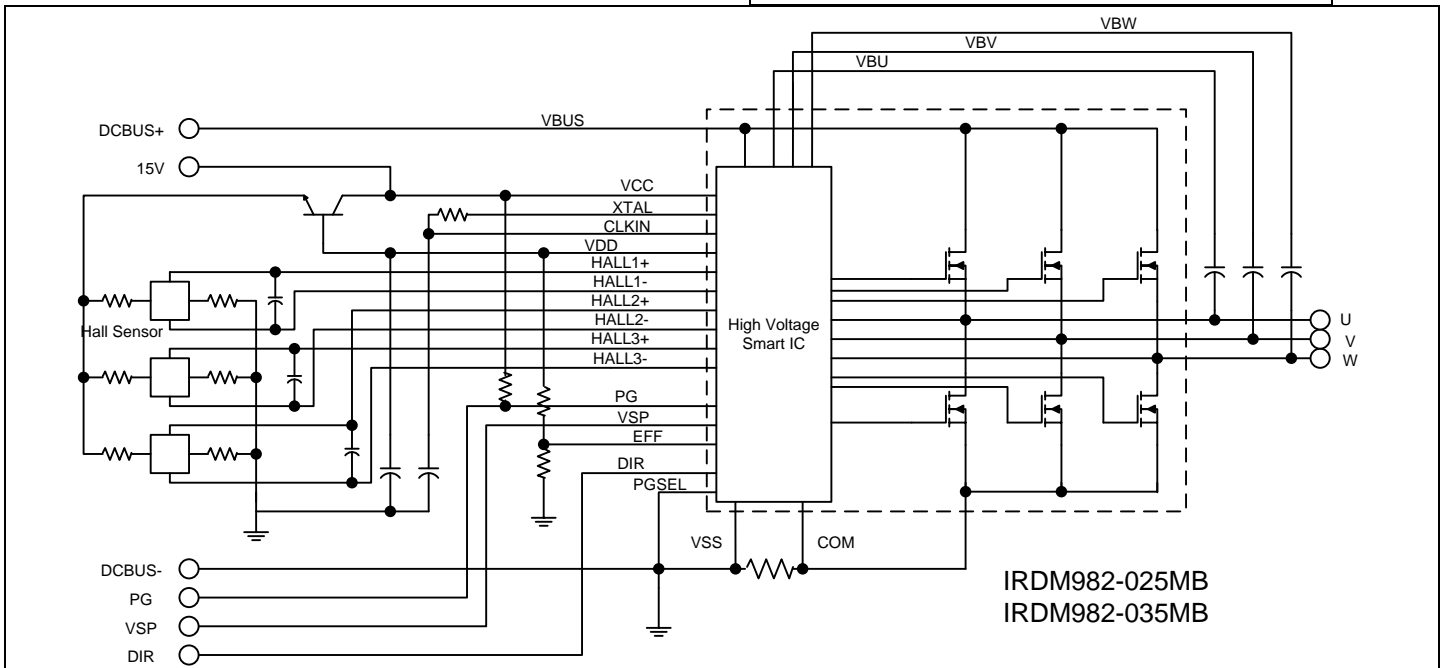 VBW
VBV
VBU
DCBUS+
VBUS
15V
VCC
XTAL
CLKIN
VDD
HALL1+
HALL1-
HALL2+
HALL2-
HALL3+
HALL3-
Hall Sensor
High Voltage
Smart IC
U
V
W
PG
VSP
EFF
DIR
PGSEL
VSS
COM
DCBUS-
PG
VSP
DIR
IRDM982-025MB
IRDM982-035MB